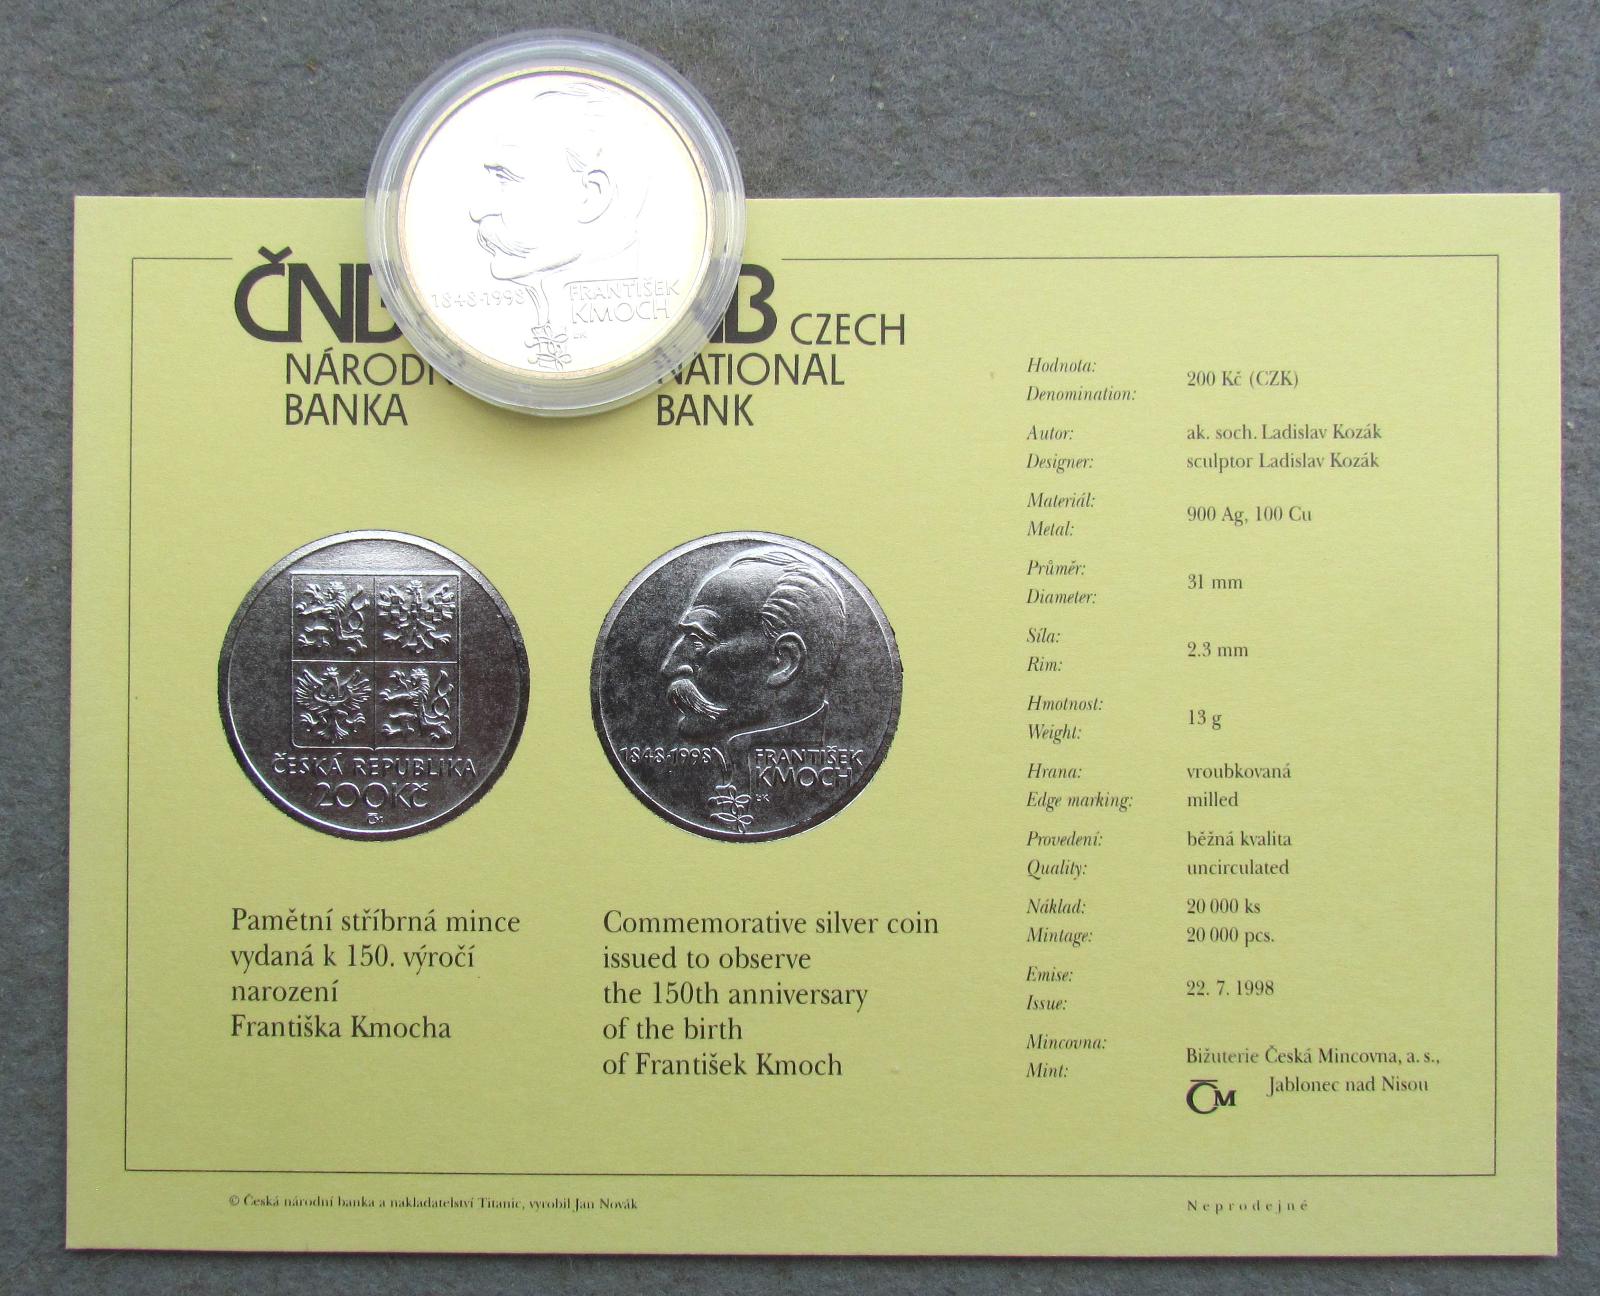 1848-1998
FRANTIŠEK
KMOCH
LK
CZECH
NATIONAL
BANKA
BANK
ČESKÁ REPUBLIKA
200 Kč
ČM
1848-1998
FRANTIŠEK
KMOCH
LK
Pamětní stříbrná mince
vydaná k 150. výročí
narození
Františka Kmocha
Commemorative silver coin
issued to observe
the 150th anniversary
of the birth
of František Kmoch
Hodnota:
Denomination:
200 Kč (CZK)
Autor:
ak. soch. Ladislav Kozák
Designer:
sculptor Ladislav Kozák
Materiál:
Metal:
900 Ag, 100 Cu
Průměr:
Diameter:
31 mm
Síla:
Rim:
2.3 mm
Hmotnost:
Weight:
13 g
Hrana:
vroubkovaná
Edge marking:
milled
Provedení:
běžná kvalita
Quality:
uncirculated
Náklad:
20 000 ks
Mintage:
20 000 pcs.
Emise:
Issue:
22. 7. 1998
Mincovna:
Mint:
Bižuterie Česká Mincovna, a. s.,
Jablonec nad Nisou
ČM
© Česká národní banka a nakladatelství Titanic, vyrobil Jan Novák
Neprodejné